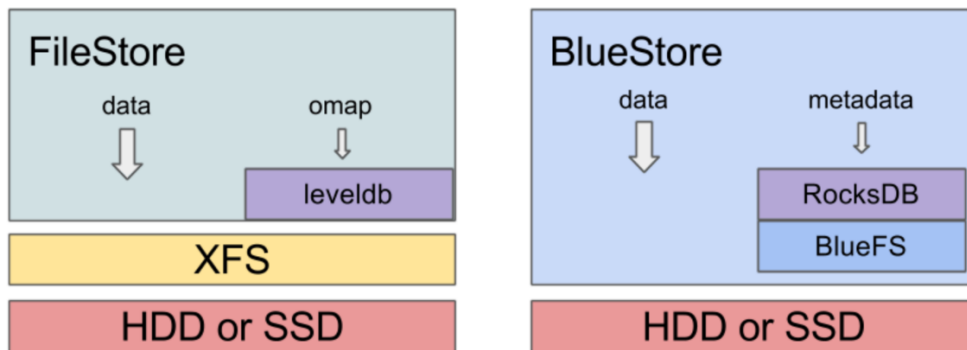 FileStore
data
omap
leveldb
XFS
HDD or SSD
BlueStore
data
metadata
RocksDB
BlueFS
HDD or SSD